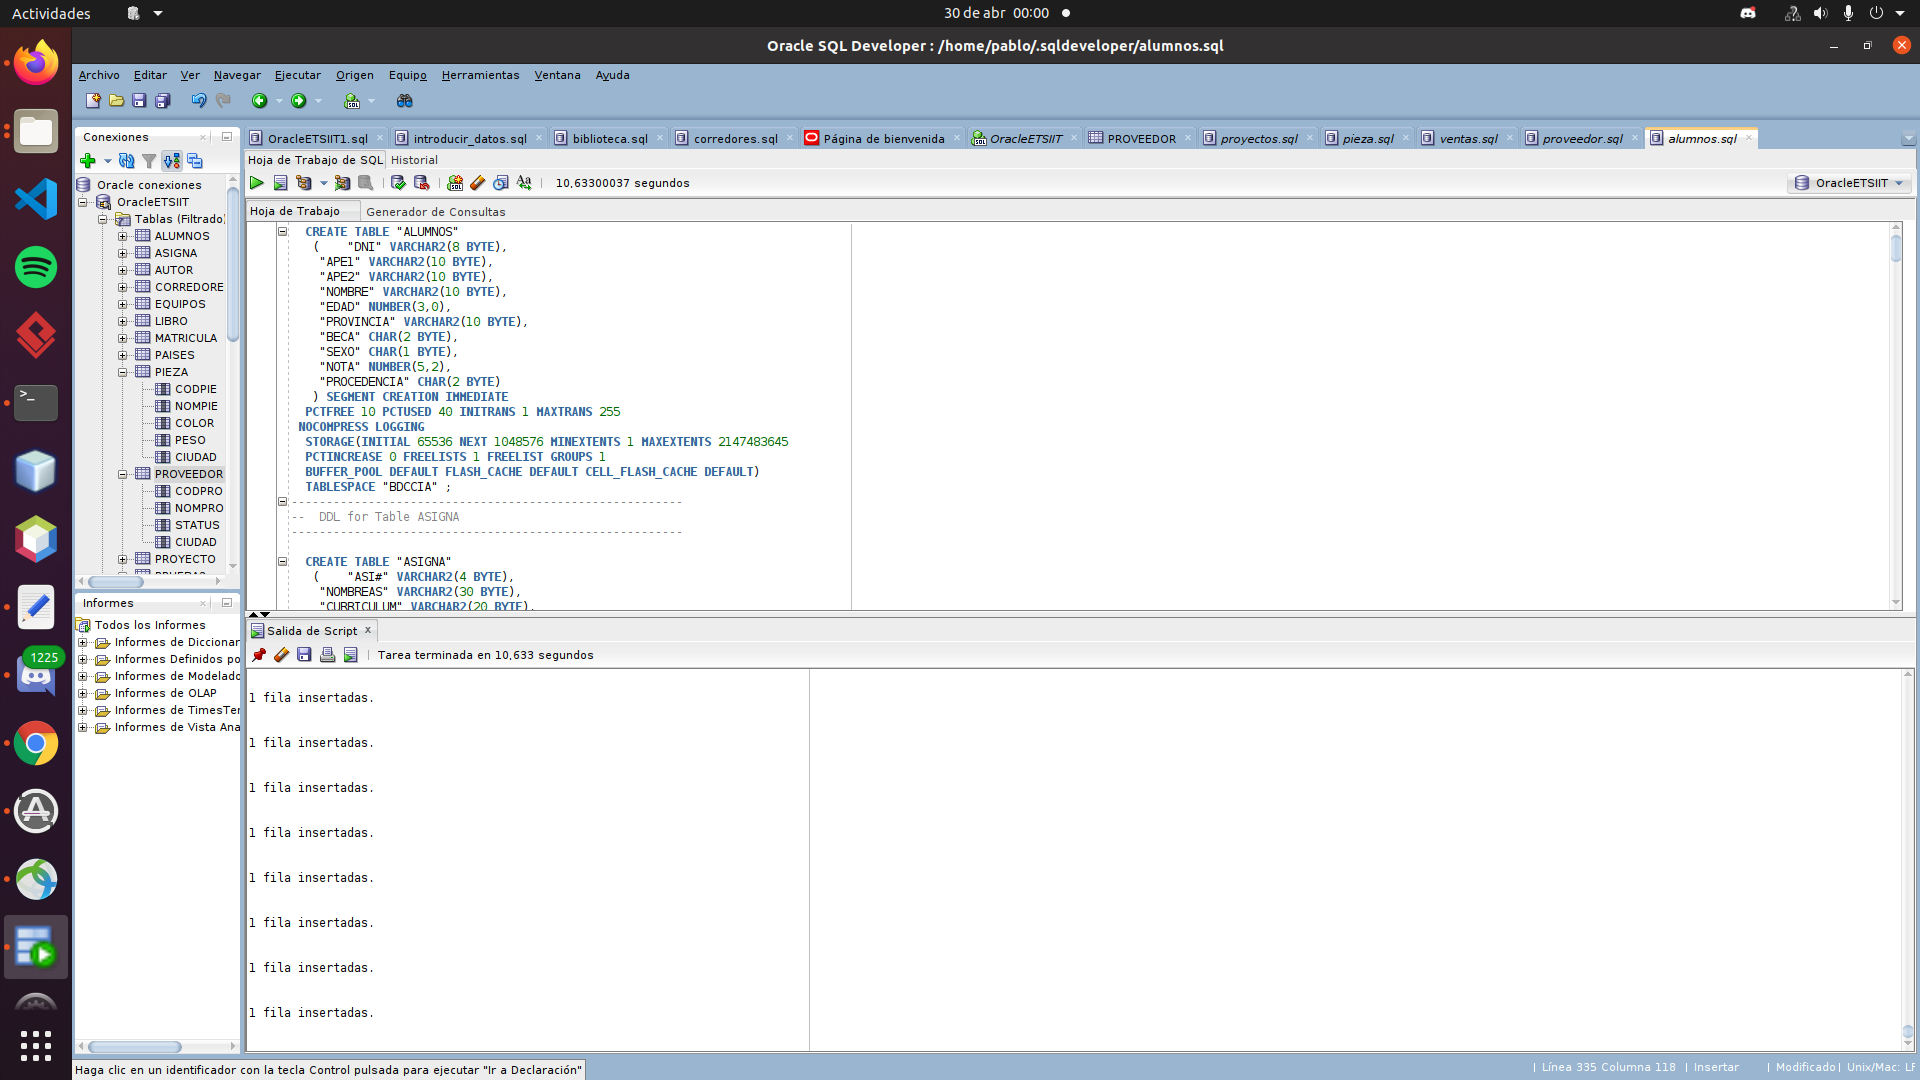 Actividades
30 de abr 00:00
Oracle SQL Developer : /home/pablo/.sqldeveloper/alumnos.sql
Archivo Editar Ver Navegar Ejecutar Origen Equipo Herramientas Ventana Ayuda
Conexiones
OracleETSIIT1.sql introducir_datos.sql biblioteca.sql corredores.sql Página de bienvenida OracleETSIIT PROVEEDOR proyectos.sql pieza.sql ventas.sql proveedor.sql alumnos.sql
Hoja de Trabajo de SQL Historial
10,63300037 segundos
OracleETSIIT
Hoja de Trabajo Generador de Consultas
Oracle conexiones
OracleETSIIT
Tablas (Filtrado)
ALUMNOS
ASIGNA
AUTOR
CORREDORE
EQUIPOS
LIBRO
MATRICULA
PAISES
PIEZA
CODPIE
NOMPIE
COLOR
PESO
CIUDAD
PROVEEDOR
CODPRO
NOMPRO
STATUS
CIUDAD
PROYECTO
CREATE TABLE "ALUMNOS"
( "DNI" VARCHAR2(8 BYTE),
"APE1" VARCHAR2(10 BYTE),
"APE2" VARCHAR2(10 BYTE),
"NOMBRE" VARCHAR2(10 BYTE),
"EDAD" NUMBER(3,0),
"PROVINCIA" VARCHAR2(10 BYTE),
"BECA" CHAR(2 BYTE),
"SEXO" CHAR(1 BYTE),
"NOTA" NUMBER(5,2),
"PROCEDENCIA" CHAR(2 BYTE)
) SEGMENT CREATION IMMEDIATE
PCTFREE 10 PCTUSED 40 INITRANS 1 MAXTRANS 255
NOCOMPRESS LOGGING
STORAGE(INITIAL 65536 NEXT 1048576 MINEXTENTS 1 MAXEXTENTS 2147483645
PCTINCREASE 0 FREELISTS 1 FREELIST GROUPS 1
BUFFER_POOL DEFAULT FLASH_CACHE DEFAULT CELL_FLASH_CACHE DEFAULT)
TABLESPACE "BDCCIA" ;
--------------------------------------------------------
-- DDL for Table ASIGNA
--------------------------------------------------------
CREATE TABLE "ASIGNA"
( "ASI#" VARCHAR2(4 BYTE),
"NOMBREAS" VARCHAR2(30 BYTE),
"CURRICULUM" VARCHAR2(20 BYTE),
Informes
Todos los Informes
Informes de Diccionar
Informes Definidos po
Informes de Modelado
Informes de OLAP
Informes de TimesTer
Informes de Vista Ana
1225
Salida de Script
Tarea terminada en 10,633 segundos
1 fila insertadas.
1 fila insertadas.
1 fila insertadas.
1 fila insertadas.
1 fila insertadas.
1 fila insertadas.
1 fila insertadas.
1 fila insertadas.
Haga clic en un identificador con la tecla Control pulsada para ejecutar "Ir a Declaración"
Línea 335 Columna 118 Insertar Modificado Unix/Mac: LF